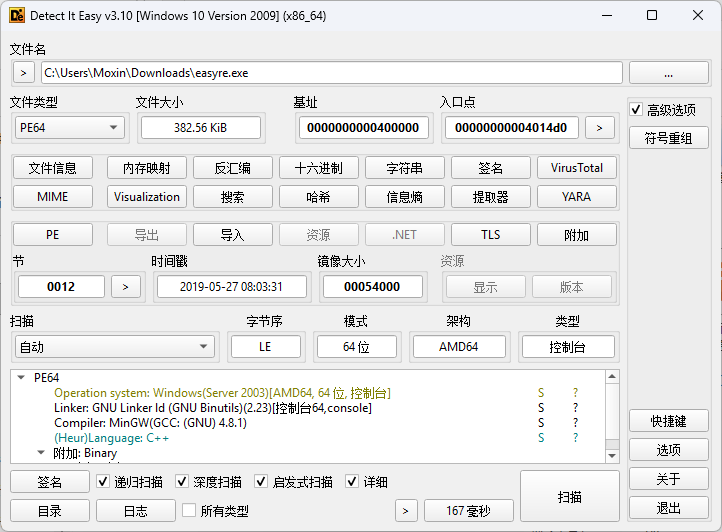 Detect It Easy v3.10 [Windows 10 Version 2009] (x86_64)
文件名
> C:\Users\Moxin\Downloads\easyre.exe ...
文件类型 文件大小 基址 入口点 高级选项
PE64 382.56 KiB 0000000000400000 00000000004014d0 > 符号重组
文件信息 内存映射 反汇编 十六进制 字符串 签名 VirusTotal
MIME Visualization 搜索 哈希 信息熵 提取器 YARA
PE 导出 导入 资源 .NET TLS 附加
节 时间戳 镜像大小 资源
0012 > 2019-05-27 08:03:31 00054000 显示 版本
扫描 字节序 模式 架构 类型
自动 LE 64 位 AMD64 控制台
PE64
Operation system: Windows(Server 2003)[AMD64, 64 位, 控制台] S ?
Linker: GNU Linker ld (GNU Binutils)(2.23)[控制台64,console] S ?
Compiler: MinGW(GCC: (GNU) 4.8.1) S ?
(Heur)Language: C++ S ?
附加: Binary
快捷键
选项
关于
退出
签名 递归扫描 深度扫描 启发式扫描 详细 扫描
目录 日志 所有类型 > 167 毫秒